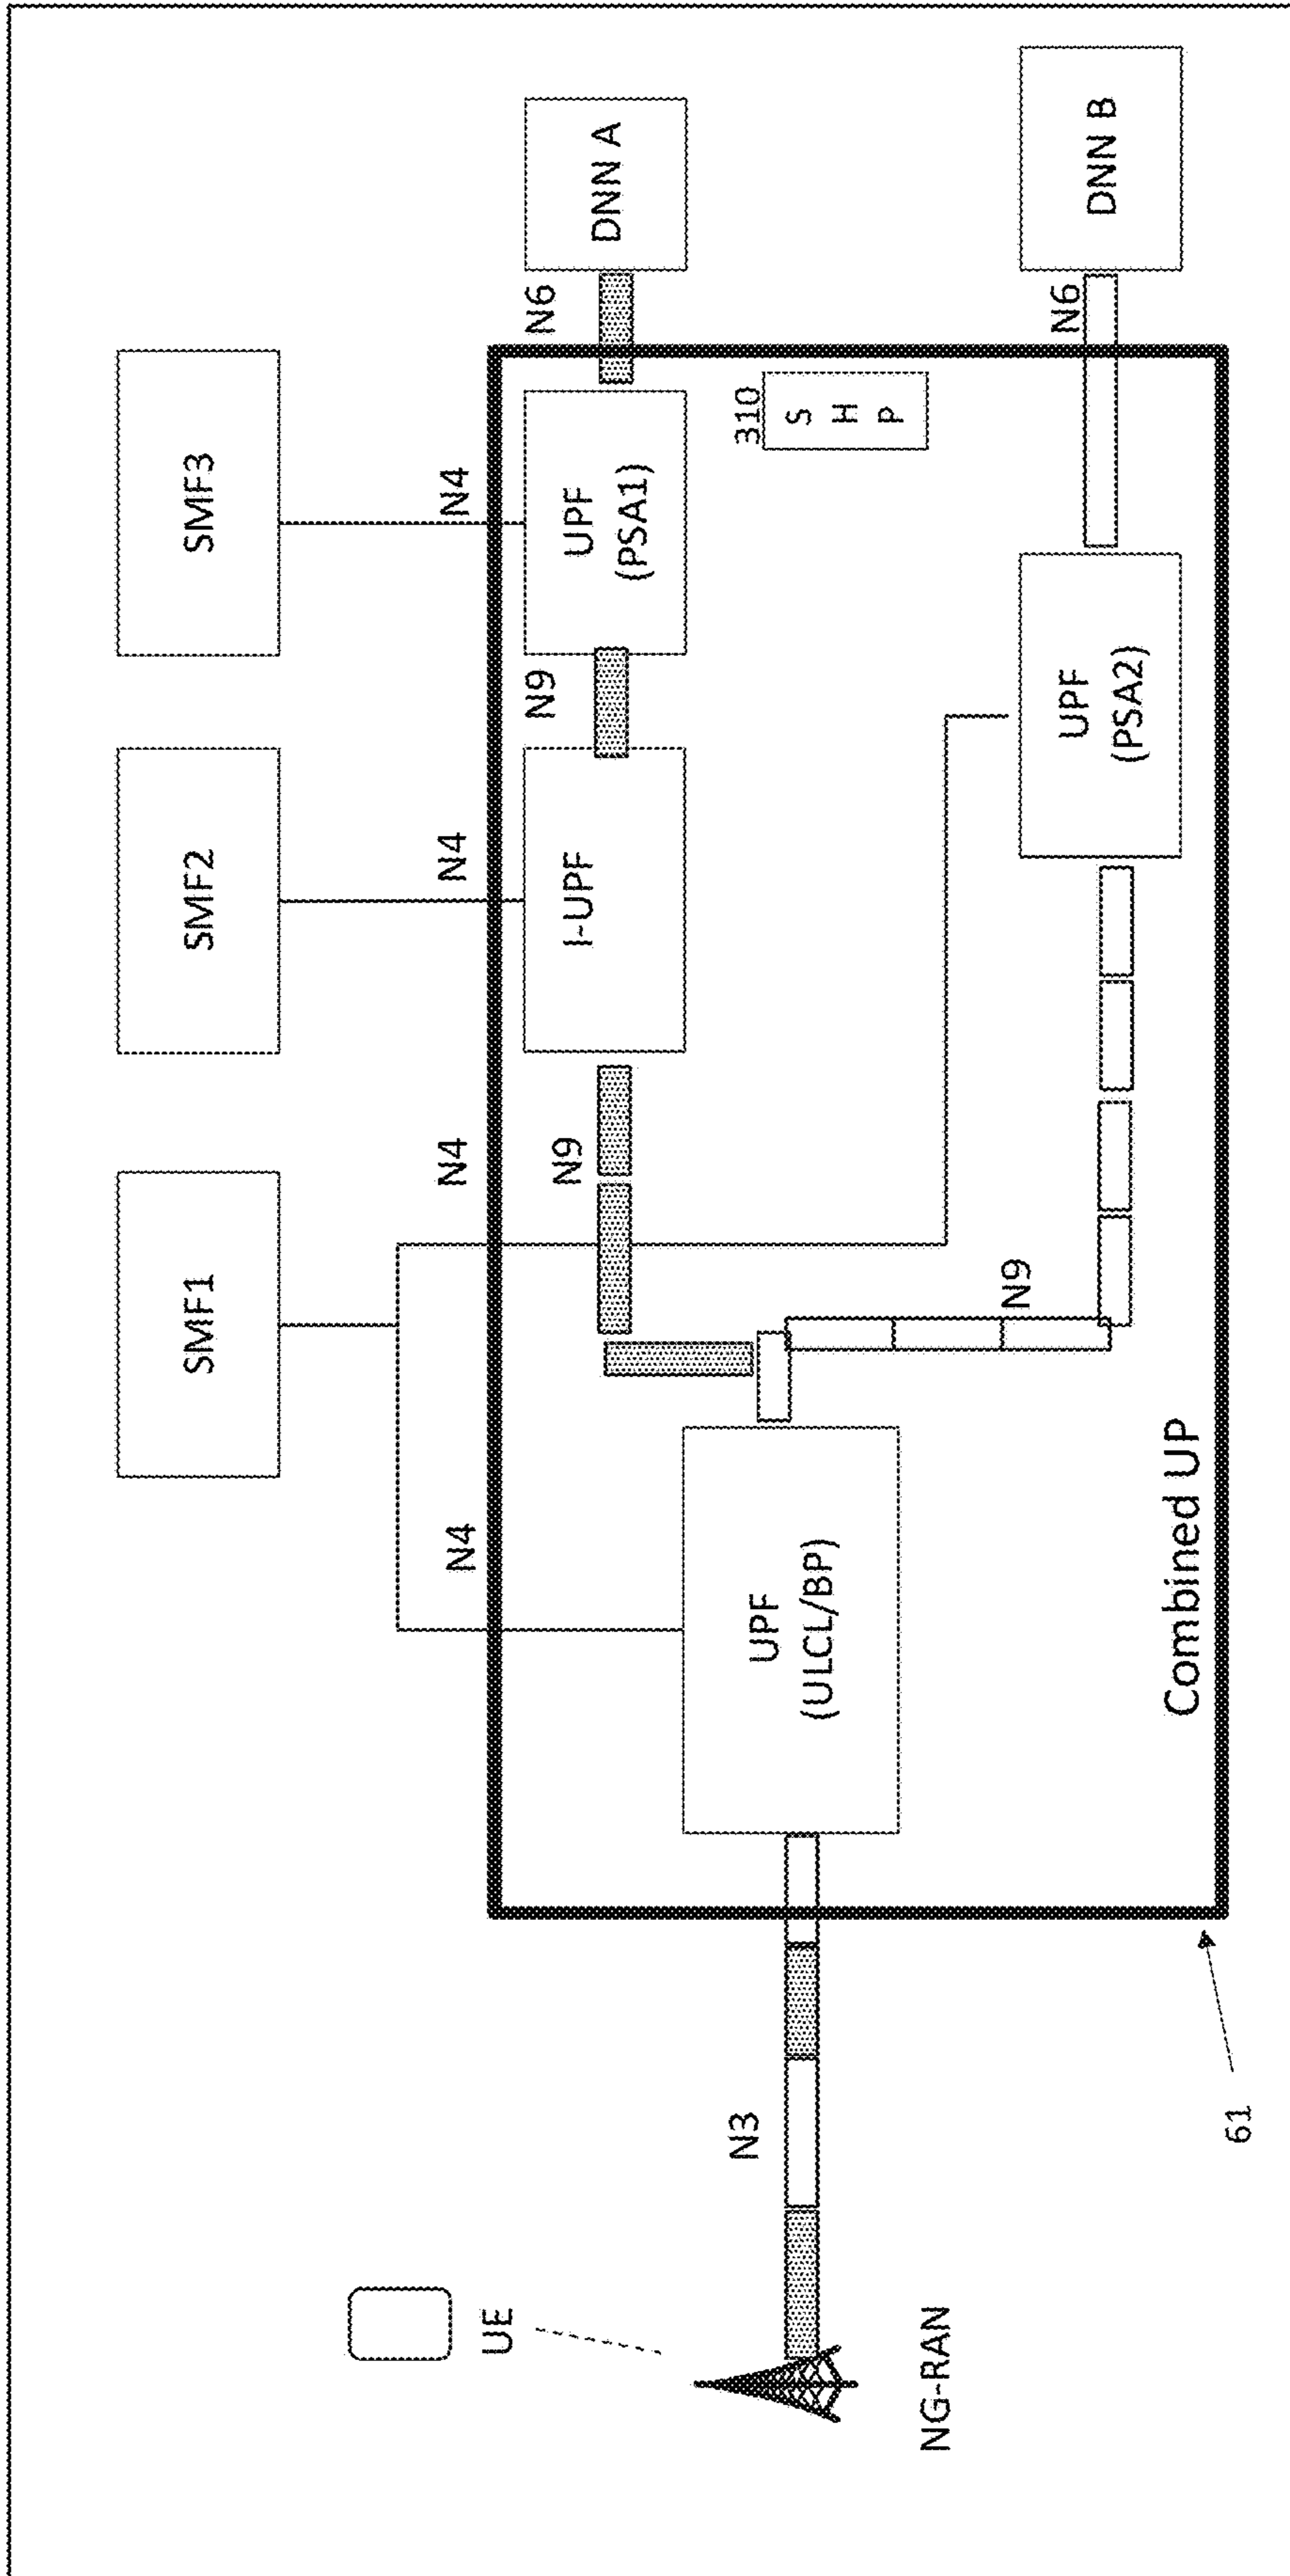 SMF1
SMF2
SMF3
N4
N4
N4
N4
UE
NG-RAN
N3
UPF
(ULCL/BP)
N9
I-UPF
N9
UPF
(PSA1)
N6
DNN A
310
S
H
P
N9
UPF
(PSA2)
N6
DNN B
Combined UP
61